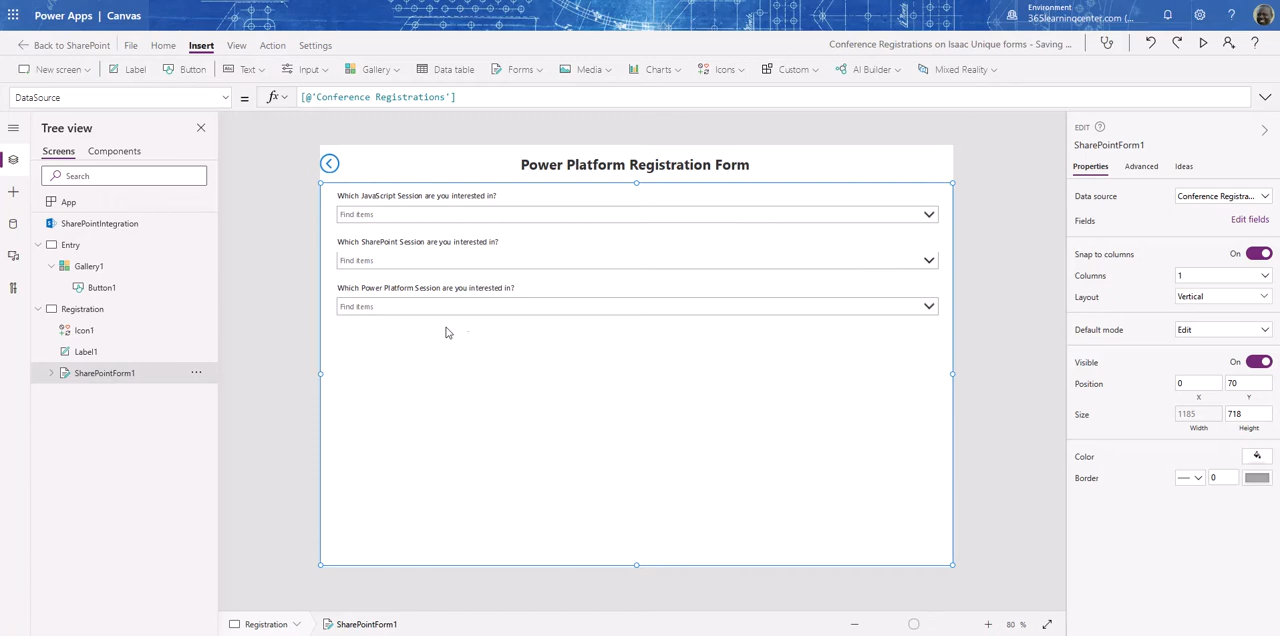 Power Apps | Canvas
Environment
365learningcenter.com (...
Back to SharePoint
File
Home
Insert
View
Action
Settings
Conference Registrations on Isaac Unique forms - Saving ...
New screen
Label
Button
Text
Input
Gallery
Data table
Forms
Media
Charts
Icons
Custom
AI Builder
Mixed Reality
DataSource
= fx [@'Conference Registrations']
Tree view
Screens
Components
Search
App
SharePointIntegration
Entry
Gallery1
Button1
Registration
Icon1
Label1
SharePointForm1
Power Platform Registration Form
Which JavaScript Session are you interested in?
Find items
Which SharePoint Session are you interested in?
Find items
Which Power Platform Session are you interested in?
Find items
EDIT
SharePointForm1
Properties
Advanced
Ideas
Data source
Conference Registra...
Fields
Edit fields
Snap to columns
On
Columns
1
Layout
Vertical
Default mode
Edit
Visible
On
Position
0
70
X
Y
Size
1185
718
Width
Height
Color
Border
0
Registration
SharePointForm1
80 %